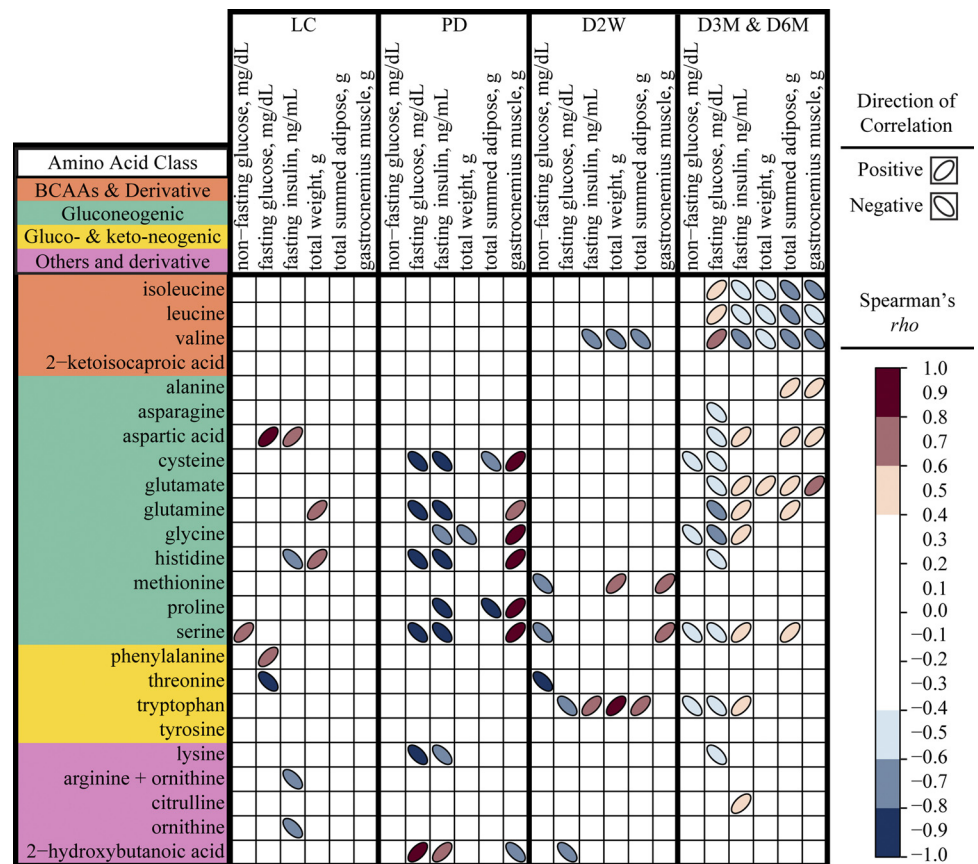 LC PD D2W D3M & D6M
non−fasting glucose, mg/dL
fasting glucose, mg/dL
fasting insulin, ng/mL
total weight, g
total summed adipose, g
gastrocnemius muscle, g
non−fasting glucose, mg/dL
fasting glucose, mg/dL
fasting insulin, ng/mL
total weight, g
total summed adipose, g
gastrocnemius muscle, g
non−fasting glucose, mg/dL
fasting glucose, mg/dL
fasting insulin, ng/mL
total weight, g
total summed adipose, g
gastrocnemius muscle, g
non−fasting glucose, mg/dL
fasting glucose, mg/dL
fasting insulin, ng/mL
total weight, g
total summed adipose, g
gastrocnemius muscle, g
Amino Acid Class
BCAAs & Derivative
Gluconeogenic
Gluco- & keto-neogenic
Others and derivative
isoleucine
leucine
valine
2−ketoisocaproic acid
alanine
asparagine
aspartic acid
cysteine
glutamate
glutamine
glycine
histidine
methionine
proline
serine
phenylalanine
threonine
tryptophan
tyrosine
lysine
arginine + ornithine
citrulline
ornithine
2−hydroxybutanoic acid
Direction of
Correlation
Positive
Negative
Spearman's
rho
1.0
0.9
0.8
0.7
0.6
0.5
0.4
0.3
0.2
0.1
0.0
−0.1
−0.2
−0.3
−0.4
−0.6
−0.7
−0.8
−0.9
−1.0